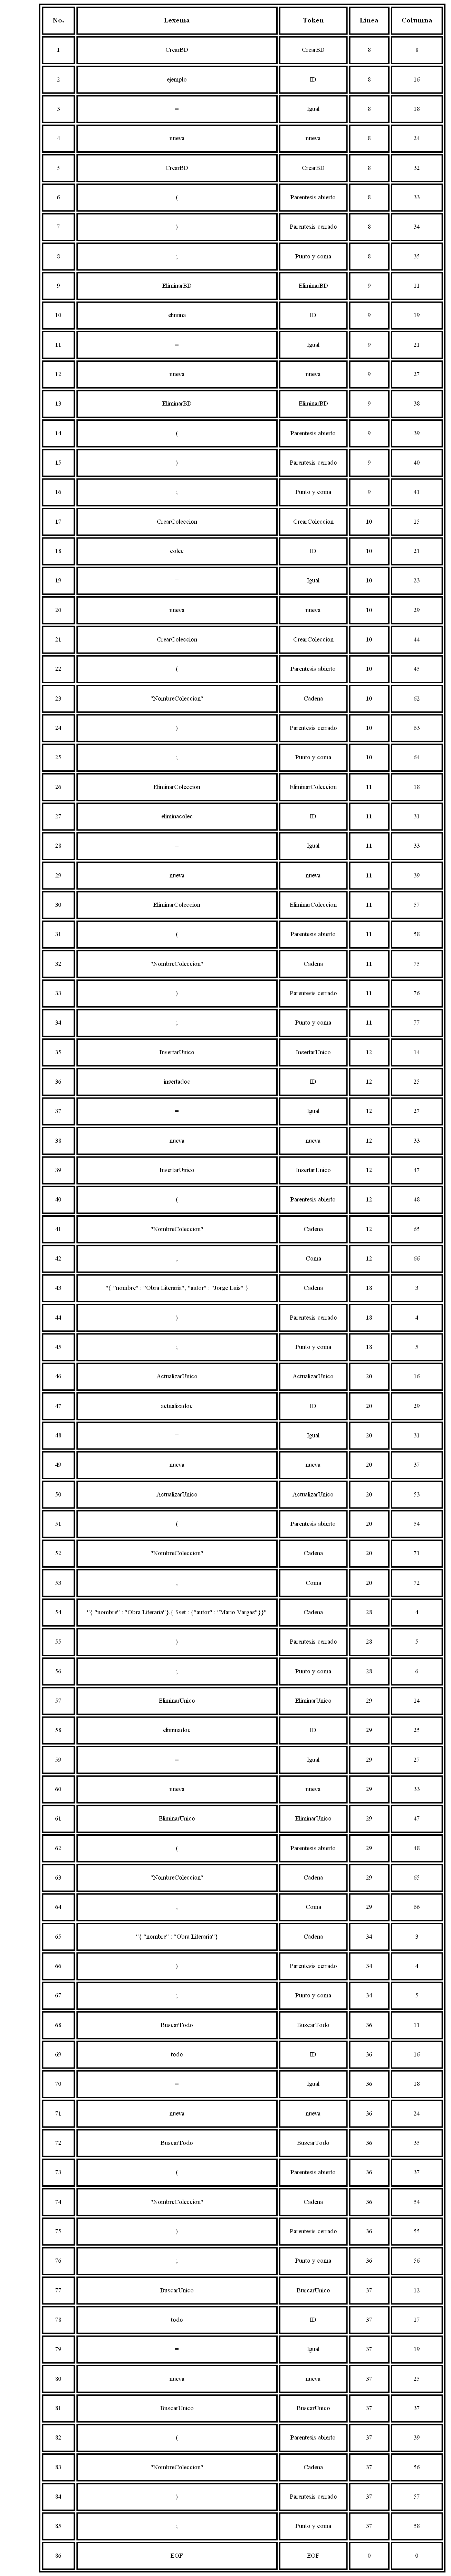 No. Lexema Token Linea Columna
1 CrearBD CrearBD 8 8
2 ejemplo ID 8 16
3 = Igual 8 18
4 nueva nueva 8 24
5 CrearBD CrearBD 8 32
6 ( Parentesis abierto 8 33
7 ) Parentesis cerrado 8 34
8 ; Punto y coma 8 35
9 EliminarBD EliminarBD 9 11
10 elimina ID 9 19
11 = Igual 9 21
12 nueva nueva 9 27
13 EliminarBD EliminarBD 9 38
14 ( Parentesis abierto 9 39
15 ) Parentesis cerrado 9 40
16 ; Punto y coma 9 41
17 CrearColeccion CrearColeccion 10 15
18 colec ID 10 21
19 = Igual 10 23
20 nueva nueva 10 29
21 CrearColeccion CrearColeccion 10 44
22 ( Parentesis abierto 10 45
23 "NombreColeccion" Cadena 10 62
24 ) Parentesis cerrado 10 63
25 ; Punto y coma 10 64
26 EliminarColeccion EliminarColeccion 11 18
27 eliminacolec ID 11 31
28 = Igual 11 33
29 nueva nueva 11 39
30 EliminarColeccion EliminarColeccion 11 57
31 ( Parentesis abierto 11 58
32 "NombreColeccion" Cadena 11 75
33 ) Parentesis cerrado 11 76
34 ; Punto y coma 11 77
35 InsertarUnico InsertarUnico 12 14
36 insertadoc ID 12 25
37 = Igual 12 27
38 nueva nueva 12 33
39 InsertarUnico InsertarUnico 12 47
40 ( Parentesis abierto 12 48
41 "NombreColeccion" Cadena 12 65
42 , Coma 12 66
43 "{ "nombre" : "Obra Literaria", "autor" : "Jorge Luis" } Cadena 18 3
44 ) Parentesis cerrado 18 4
45 ; Punto y coma 18 5
46 ActualizarUnico ActualizarUnico 20 16
47 actualizadoc ID 20 29
48 = Igual 20 31
49 nueva nueva 20 37
50 ActualizarUnico ActualizarUnico 20 53
51 ( Parentesis abierto 20 54
52 "NombreColeccion" Cadena 20 71
53 , Coma 20 72
54 "{ "nombre" : "Obra Literaria"},{ $set : {"autor" : "Mario Vargas"}}" Cadena 28 4
55 ) Parentesis cerrado 28 5
56 ; Punto y coma 28 6
57 EliminarUnico EliminarUnico 29 14
58 eliminadoc ID 29 25
59 = Igual 29 27
60 nueva nueva 29 33
61 EliminarUnico EliminarUnico 29 47
62 ( Parentesis abierto 29 48
63 "NombreColeccion" Cadena 29 65
64 , Coma 29 66
65 "{ "nombre" : "Obra Literaria"} Cadena 34 3
66 ) Parentesis cerrado 34 4
67 ; Punto y coma 34 5
68 BuscarTodo BuscarTodo 36 11
69 todo ID 36 16
70 = Igual 36 18
71 nueva nueva 36 24
72 BuscarTodo BuscarTodo 36 35
73 ( Parentesis abierto 36 37
74 "NombreColeccion" Cadena 36 54
75 ) Parentesis cerrado 36 55
76 ; Punto y coma 36 56
77 BuscarUnico BuscarUnico 37 12
78 todo ID 37 17
79 = Igual 37 19
80 nueva nueva 37 25
81 BuscarUnico BuscarUnico 37 37
82 ( Parentesis abierto 37 39
83 "NombreColeccion" Cadena 37 56
84 ) Parentesis cerrado 37 57
85 ; Punto y coma 37 58
86 EOF EOF 0 0